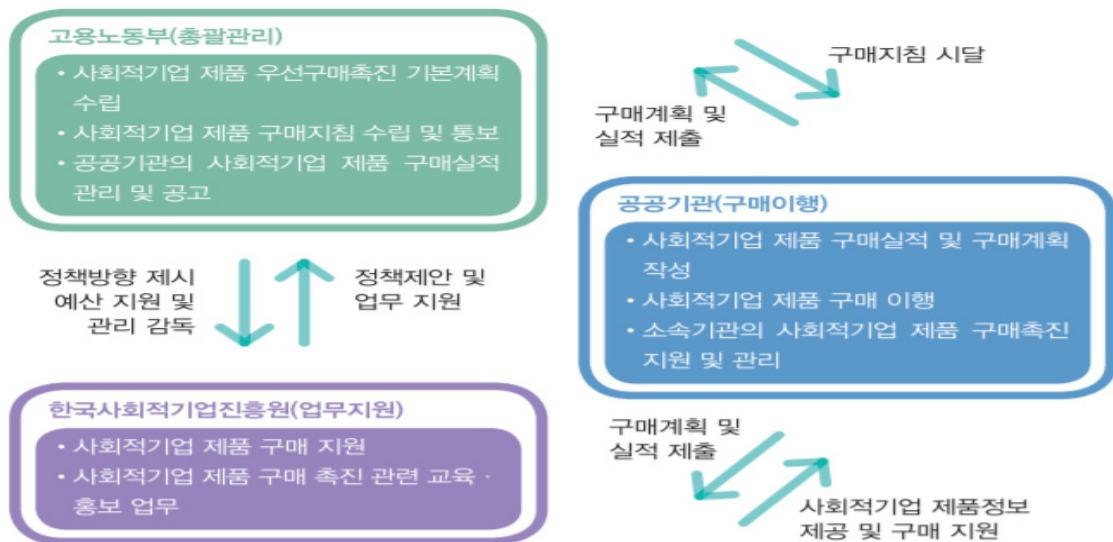 고용노동부(총괄관리)
• 사회적기업 제품 우선구매촉진 기본계획
수립
• 사회적기업 제품 구매지침 수립 및 통보
• 공공기관의 사회적기업 제품 구매실적
관리 및 공고
구매지침 시달
구매계획 및
실적 제출
공공기관(구매이행)
• 사회적기업 제품 구매실적 및 구매계획
작성
• 사회적기업 제품 구매 이행
• 소속기관의 사회적기업 제품 구매촉진
지원 및 관리
정책방향 제시
예산 지원 및
관리 감독
정책제안 및
업무 지원
한국사회적기업진흥원(업무지원)
• 사회적기업 제품 구매 지원
• 사회적기업 제품 구매 촉진 관련 교육 ·
홍보 업무
구매계획 및
실적 제출
사회적기업 제품정보
제공 및 구매 지원